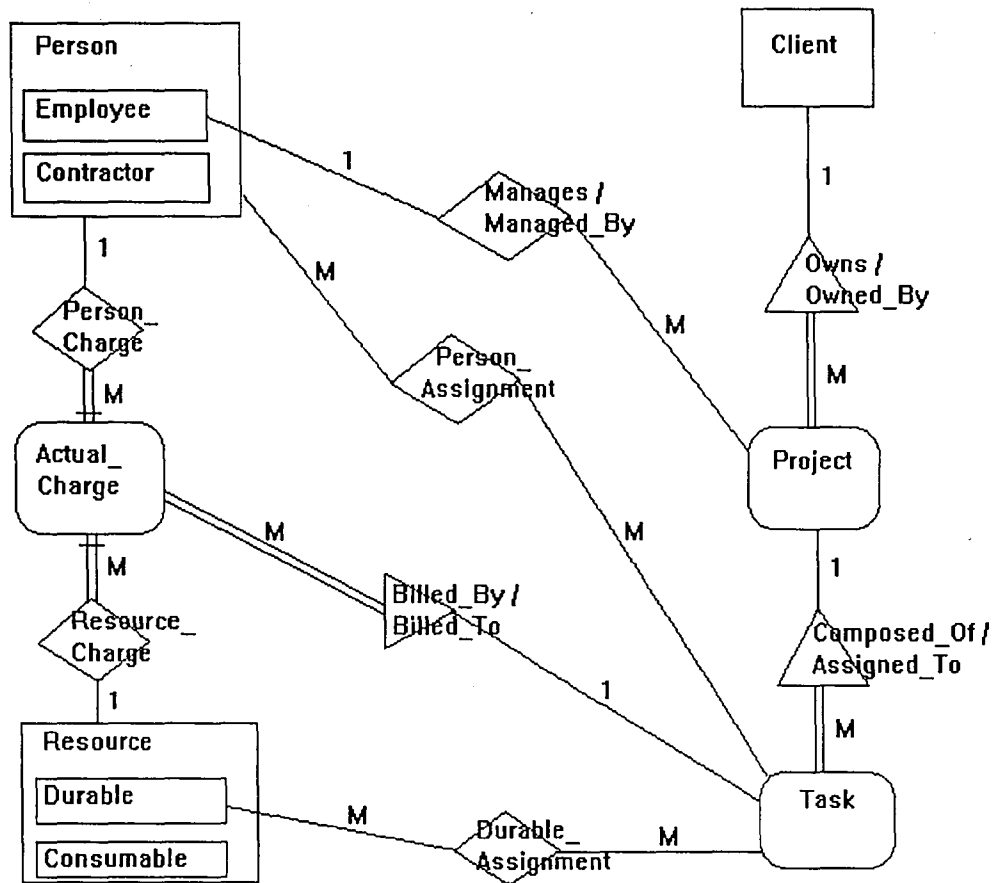 Person
Employee
Contractor
Client
1
Manages /
Managed_By
1
Owns /
Owned_By
1
M
Person_
Charge
M
Person_
Assignment
M
M
M
Actual_
Charge
Project
M
M
M
1
Billed_By /
Billed_To
Composed_Of /
Assigned_To
Resource_
Charge
1
1
M
Resource
Durable
Consumable
Task
M
Durable_
Assignment
M